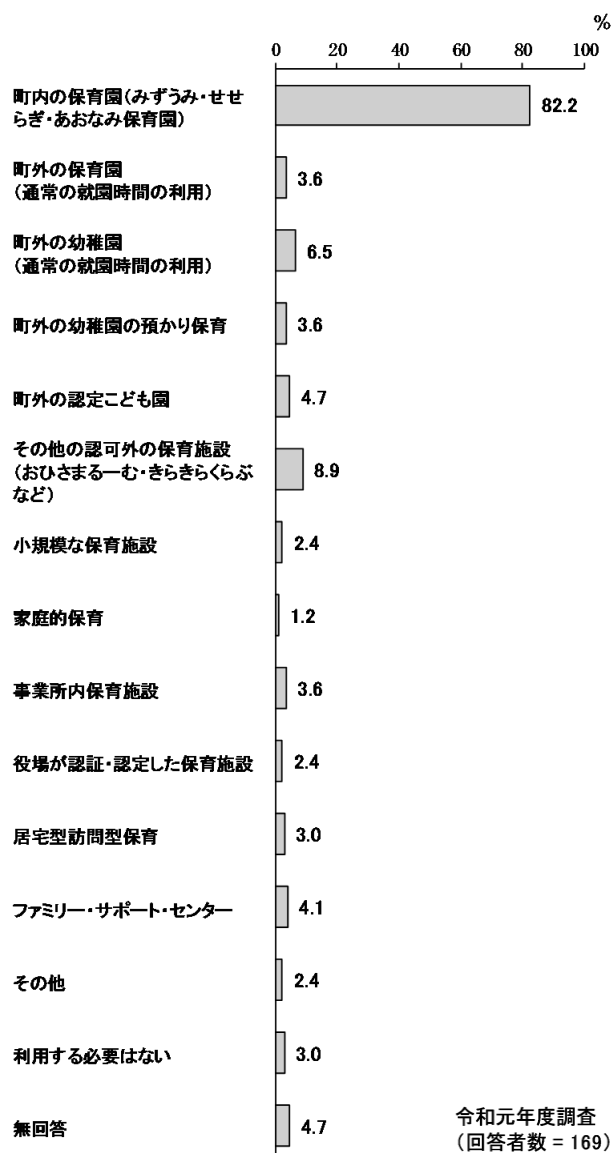 %
0 20 40 60 80 100
町内の保育園（みずうみ・せせ
らぎ・あおなみ保育園）
82.2
町外の保育園
（通常の就園時間の利用）
3.6
町外の幼稚園
（通常の就園時間の利用）
6.5
町外の幼稚園の預かり保育
3.6
町外の認定こども園
4.7
その他の認可外の保育施設
（おひさまるーむ・きらきらくらぶ
など）
8.9
小規模な保育施設
2.4
家庭的保育
1.2
事業所内保育施設
3.6
役場が認証・認定した保育施設
2.4
居宅型訪問型保育
3.0
ファミリー・サポート・センター
4.1
その他
2.4
利用する必要はない
3.0
無回答
4.7
令和元年度調査
（回答者数 = 169）